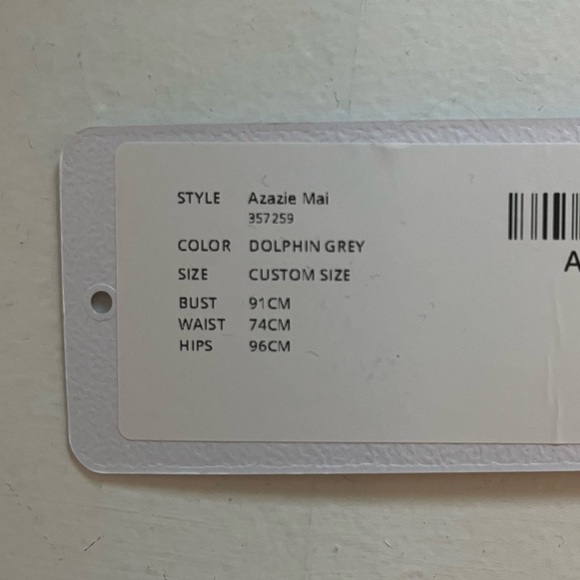 STYLE Azazie Mai
357259
COLOR DOLPHIN GREY
SIZE CUSTOM SIZE
BUST 91CM
WAIST 74CM
HIPS 96CM
A